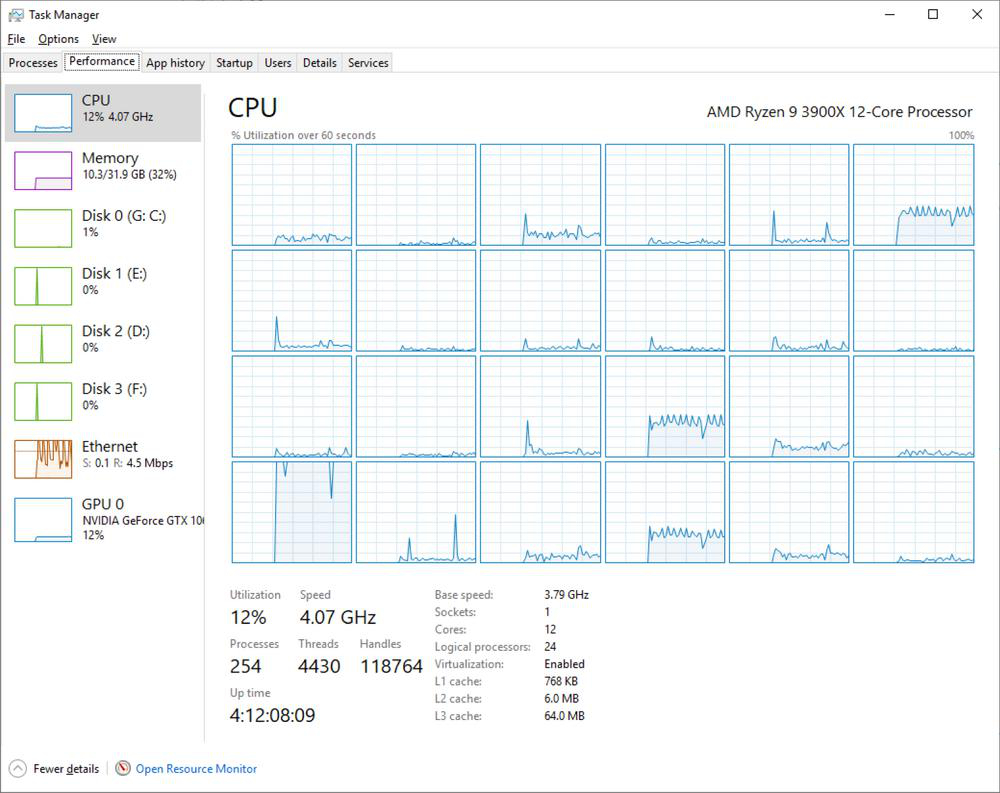 Task Manager
File Options View
Processes Performance App history Startup Users Details Services
CPU
12% 4.07 GHz
Memory
10.3/31.9 GB (32%)
Disk 0 (G: C:)
1%
Disk 1 (E:)
0%
Disk 2 (D:)
0%
Disk 3 (F:)
0%
Ethernet
S: 0.1 R: 4.5 Mbps
GPU 0
NVIDIA GeForce GTX 106
12%
CPU AMD Ryzen 9 3900X 12-Core Processor
% Utilization over 60 seconds 100%
Utilization Speed
12% 4.07 GHz
Processes Threads Handles
254 4430 118764
Up time
4:12:08:09
Base speed: 3.79 GHz
Sockets: 1
Cores: 12
Logical processors: 24
Virtualization: Enabled
L1 cache: 768 KB
L2 cache: 6.0 MB
L3 cache: 64.0 MB
Fewer details Open Resource Monitor